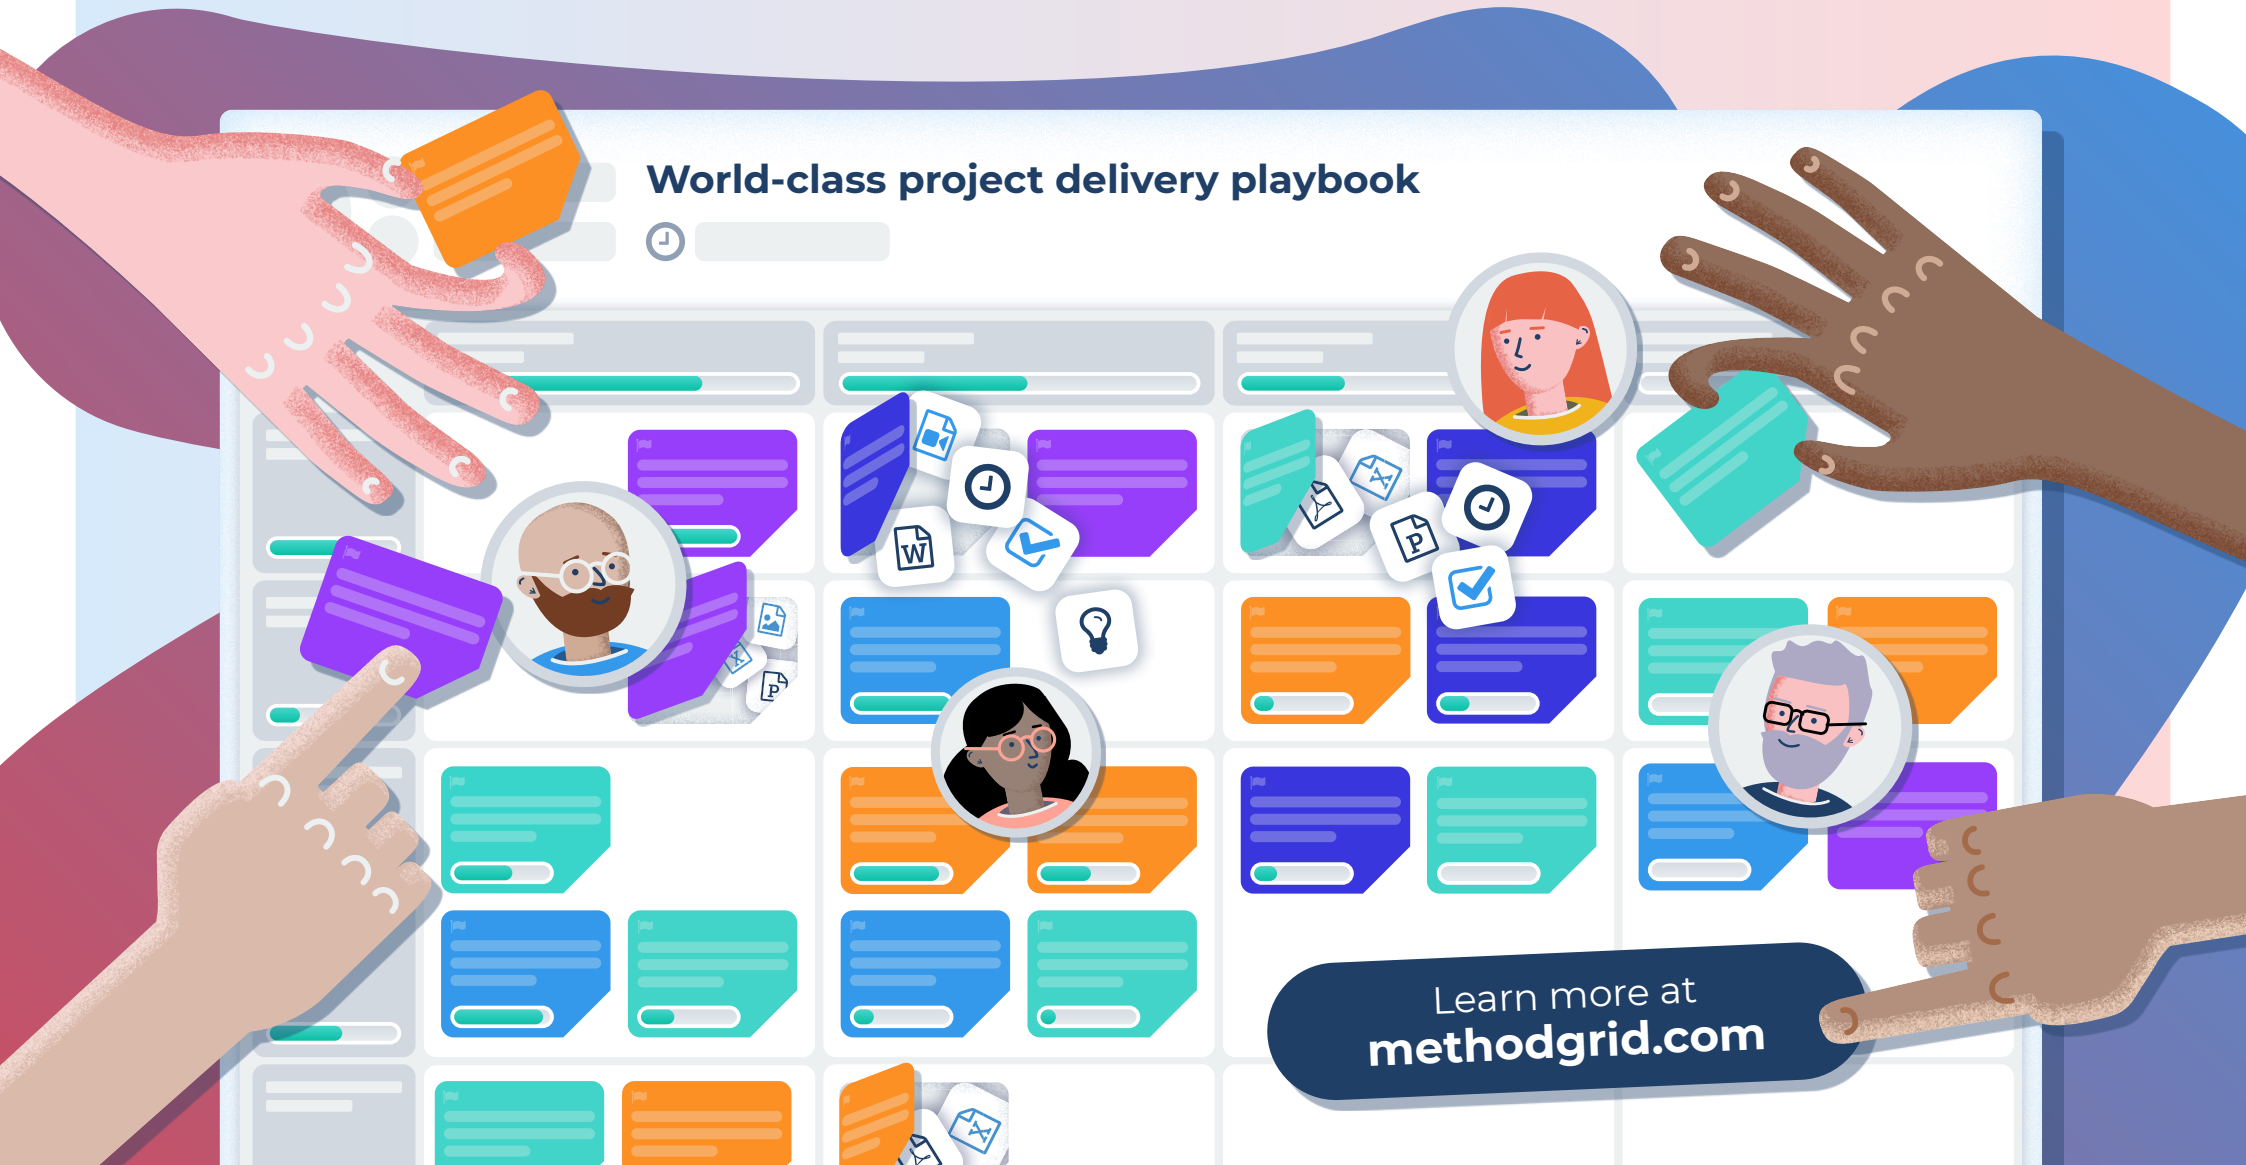 World-class project delivery playbook
W
X
P
P
X
Learn more at
methodgrid.com
X